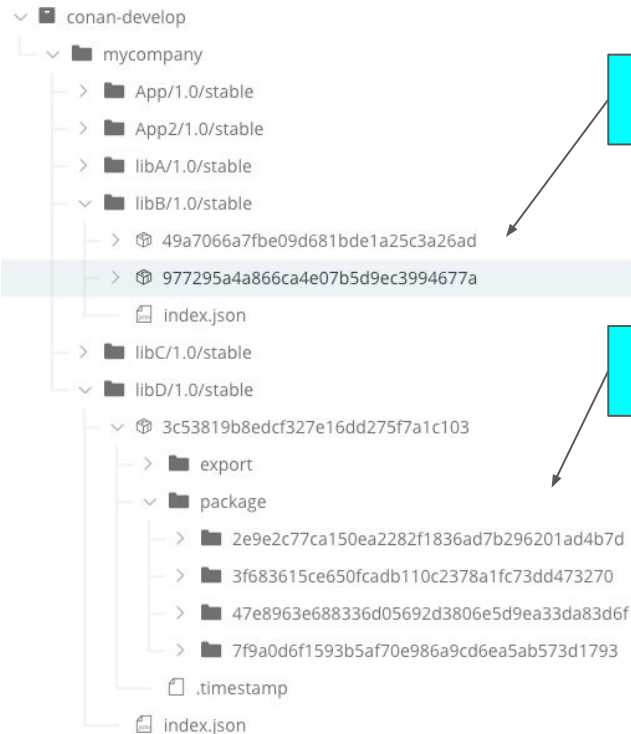 conan-develop
mycompany
App/1.0/stable
App2/1.0/stable
libA/1.0/stable
libB/1.0/stable
49a7066a7fbe09d681bde1a25c3a26ad
977295a4a866ca4e07b5d9ec3994677a
index.json
libC/1.0/stable
libD/1.0/stable
3c53819b8edcf327e16dd275f7a1c103
export
package
2e9e2c77ca150ea2282f1836ad7b296201ad4b7d
3f683615ce650fcadb110c2378a1fc73dd473270
47e8963e688336d05692d3806e5d9ea33da83d6f
7f9a0d6f1593b5af70e986a9cd6ea5ab573d1793
.timestamp
index.json